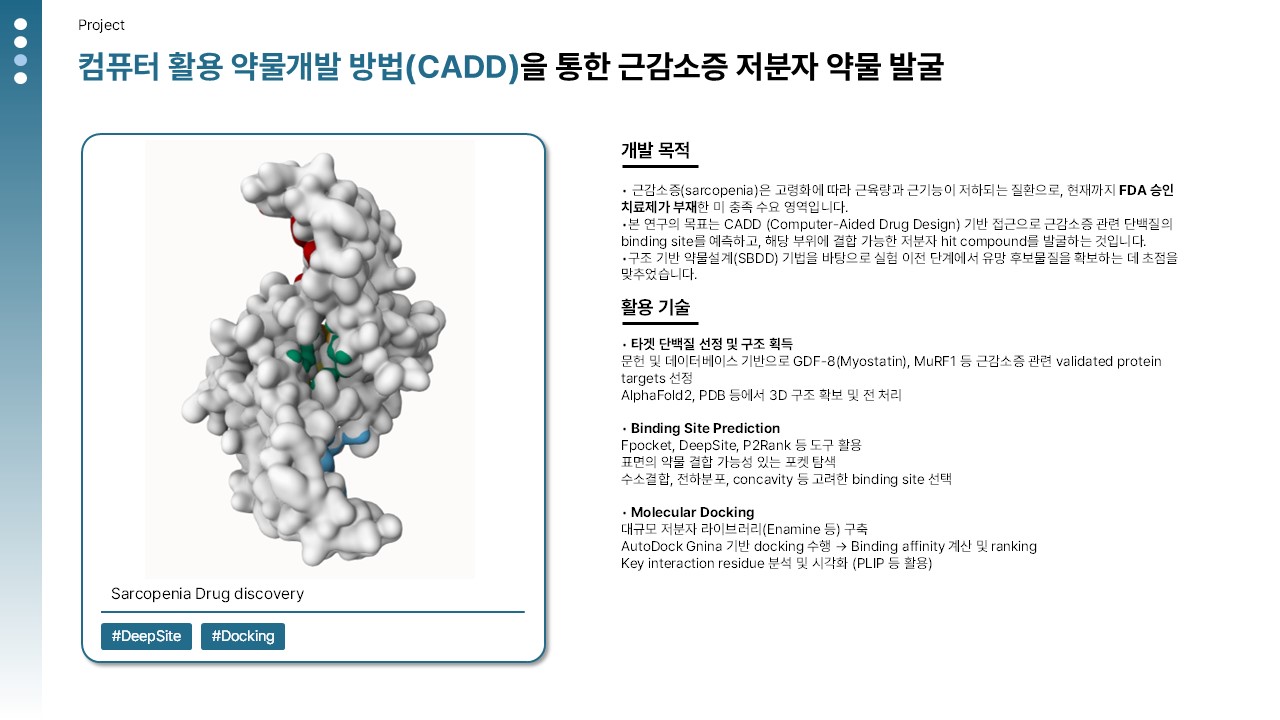 Project
컴퓨터 활용 약물개발 방법(CADD)을 통한 근감소증 저분자 약물 발굴
Sarcopenia Drug discovery
#DeepSite #Docking
개발 목적
• 근감소증(sarcopenia)은 고령화에 따라 근육량과 근기능이 저하되는 질환으로, 현재까지 FDA 승인
치료제가 부재한 미 충족 수요 영역입니다.
•본 연구의 목표는 CADD (Computer-Aided Drug Design) 기반 접근으로 근감소증 관련 단백질의
binding site를 예측하고, 해당 부위에 결합 가능한 저분자 hit compound를 발굴하는 것입니다.
•구조 기반 약물설계(SBDD) 기법을 바탕으로 실험 이전 단계에서 유망 후보물질을 확보하는 데 초점을
맞추었습니다.
활용 기술
• 타겟 단백질 선정 및 구조 획득
문헌 및 데이터베이스 기반으로 GDF-8(Myostatin), MuRF1 등 근감소증 관련 validated protein
targets 선정
AlphaFold2, PDB 등에서 3D 구조 확보 및 전 처리
• Binding Site Prediction
Fpocket, DeepSite, P2Rank 등 도구 활용
표면의 약물 결합 가능성 있는 포켓 탐색
수소결합, 전하분포, concavity 등 고려한 binding site 선택
• Molecular Docking
대규모 저분자 라이브러리(Enamine 등) 구축
AutoDock Gnina 기반 docking 수행 → Binding affinity 계산 및 ranking
Key interaction residue 분석 및 시각화 (PLIP 등 활용)